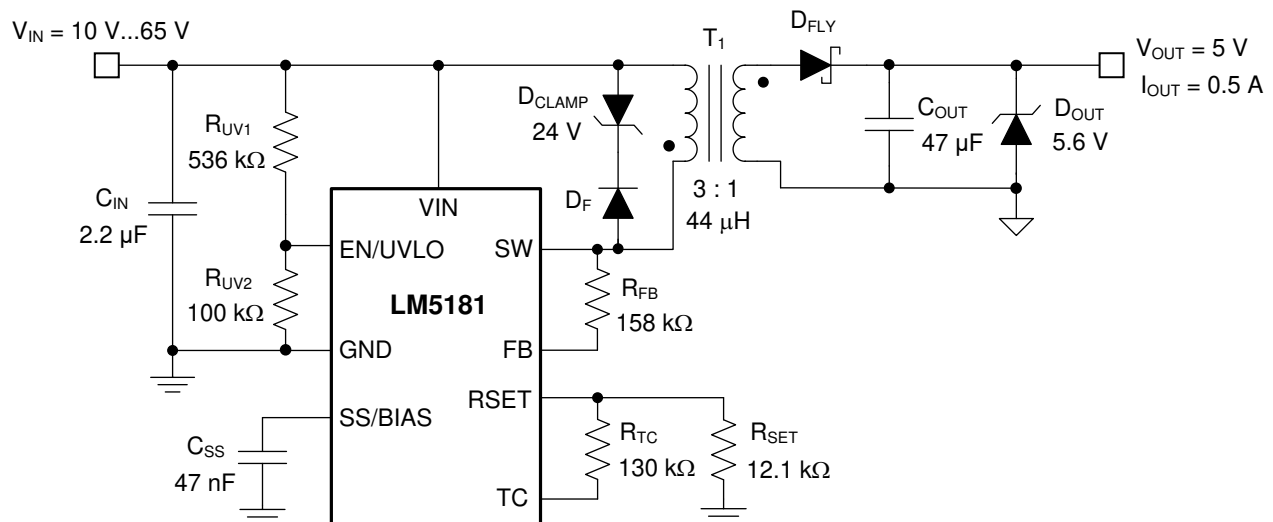 V_IN = 10 V...65 V
T_1
D_FLY
V_OUT = 5 V
I_OUT = 0.5 A
D_CLAMP
24 V
C_OUT
47 µF
D_OUT
5.6 V
R_UV1
536 kΩ
C_IN
2.2 µF
D_F
3 : 1
44 μH
VIN
EN/UVLO
SW
R_UV2
100 kΩ
LM5181
R_FB
158 kΩ
GND
FB
RSET
SS/BIAS
C_SS
47 nF
R_TC
130 kΩ
R_SET
12.1 kΩ
TC